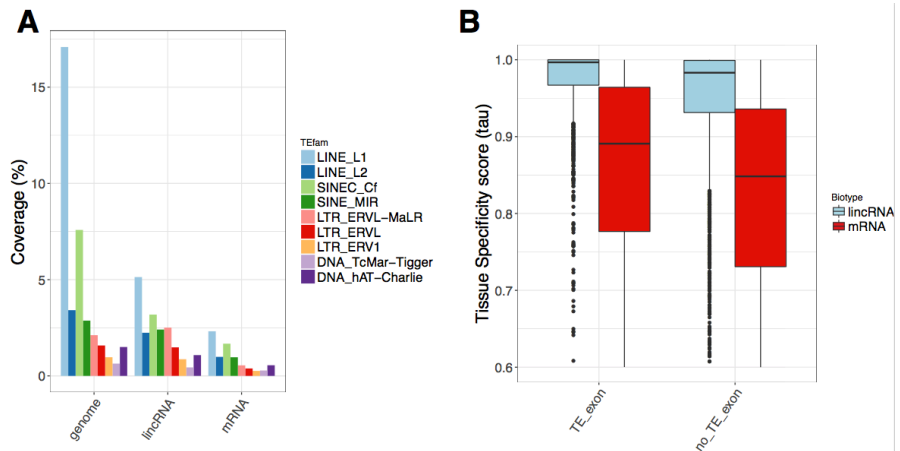 A
Coverage (%)
15
10
5
0
genome
lincRNA
mRNA
TEfam
LINE_L1
LINE_L2
SINEC_Cf
SINE_MIR
LTR_ERVL-MaLR
LTR_ERVL
LTR_ERV1
DNA_TcMar-Tigger
DNA_hAT-Charlie
B
Tissue Specificity score (tau)
1.0
0.9
0.8
0.7
0.6
TE_exon
no_TE_exon
Biotype
lincRNA
mRNA